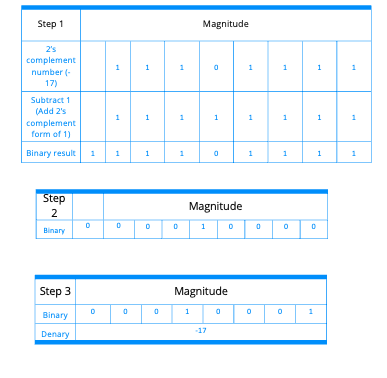 Step 1 Magnitude
2's
complement
number (-
17)
1 1 1 0 1 1 1 1
Subtract 1
(Add 2's
complement
form of 1)
1 1 1 1 1 1 1 1
Binary result 1 1 1 1 0 1 1 1 1
Step
2
Magnitude
Binary 0 0 0 0 1 0 0 0 0
Step 3 Magnitude
Binary 0 0 0 1 0 0 0 1
Denary -17